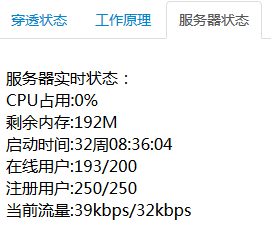 穿透状态 工作原理 服务器状态
服务器实时状态：
CPU占用:0%
剩余内存:192M
启动时间:32周08:36:04
在线用户:193/200
注册用户:250/250
当前流量:39kbps/32kbps